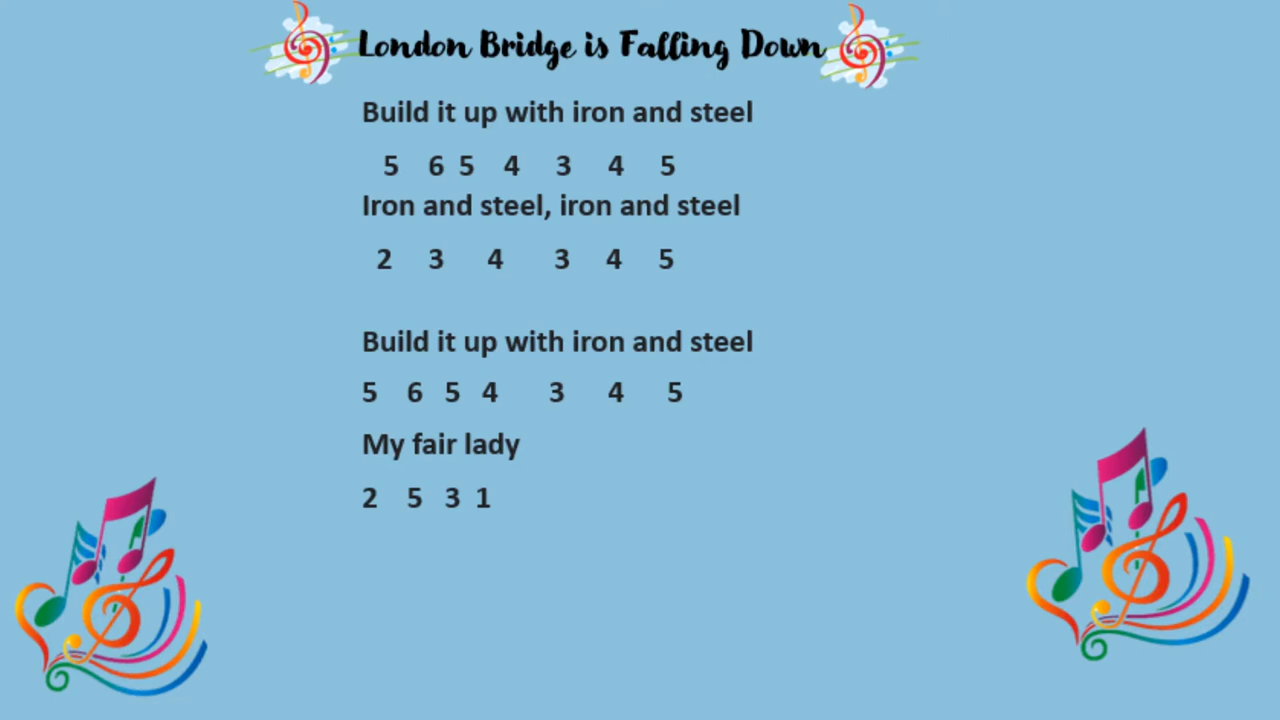 London Bridge is Falling Down
Build it up with iron and steel
5 6 5 4 3 4 5
Iron and steel, iron and steel
2 3 4 3 4 5
Build it up with iron and steel
5 6 5 4 3 4 5
My fair lady
2 5 3 1